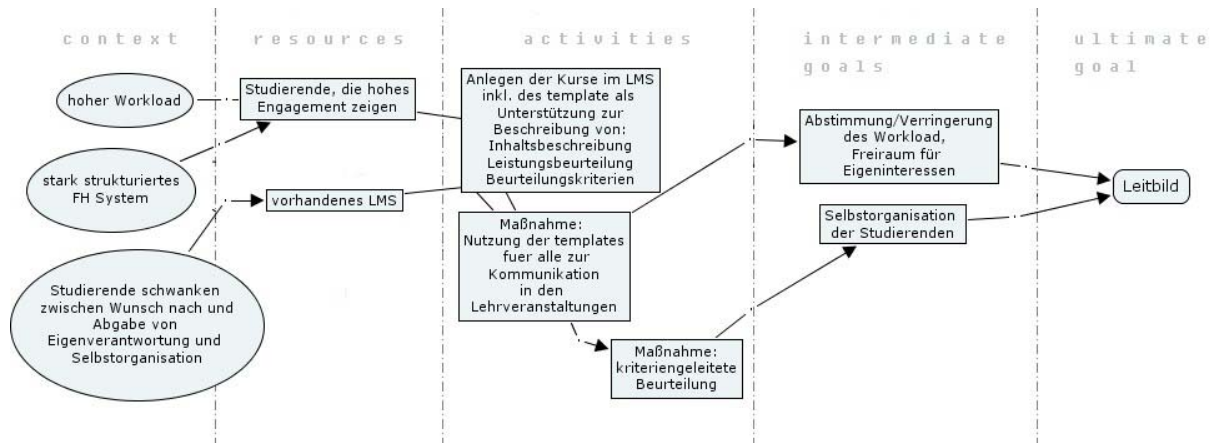 context
resources
activities
intermediate
goals
ultimate
goal
hoher Workload
stark strukturiertes
FH System
Studierende schwanken
zwischen Wunsch nach und
Abgabe von
Eigenverantwortung und
Selbstorganisation
Studierende, die hohes
Engagement zeigen
vorhandenes LMS
Anlegen der Kurse im LMS
inkl. des template als
Unterstützung zur
Beschreibung von:
Inhaltsbeschreibung
Leistungsbeurteilung
Beurteilungskriterien
Maßnahme:
Nutzung der templates
fuer alle zur
Kommunikation
in den
Lehrveranstaltungen
Maßnahme:
kriteriengeleitete
Beurteilung
Abstimmung/Verringerung
des Workload,
Freiraum für
Eigeninteressen
Selbstorganisation
der Studierenden
Leitbild